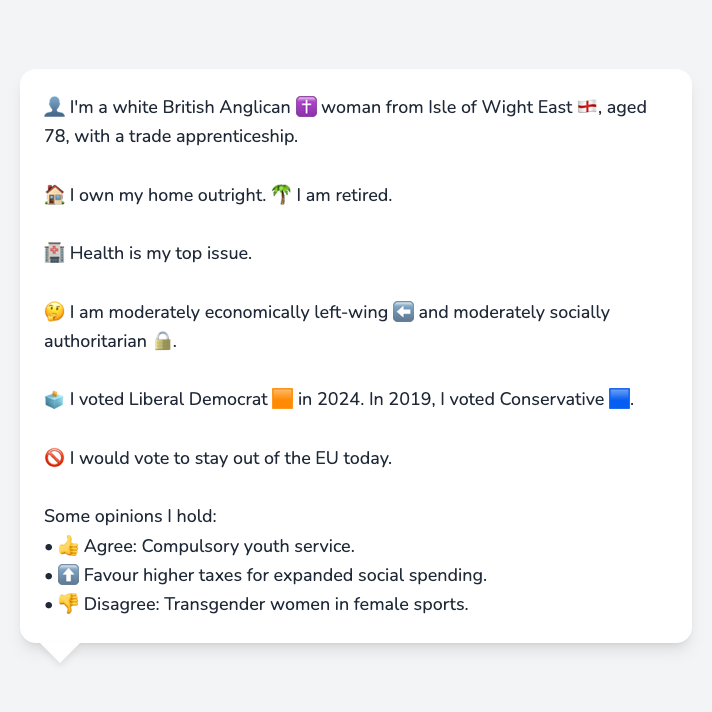 👤 I'm a white British Anglican ✝️ woman from Isle of Wight East 🏴󠁧󠁢󠁥󠁮󠁧󠁿, aged
78, with a trade apprenticeship.
🏠 I own my home outright. 🌴 I am retired.
🏥 Health is my top issue.
🤔 I am moderately economically left-wing ⬅️ and moderately socially
authoritarian 🔒.
🗳️ I voted Liberal Democrat 🟧 in 2024. In 2019, I voted Conservative 🟦.
🚫 I would vote to stay out of the EU today.
Some opinions I hold:
• 👍 Agree: Compulsory youth service.
• ⬆️ Favour higher taxes for expanded social spending.
• 👎 Disagree: Transgender women in female sports.